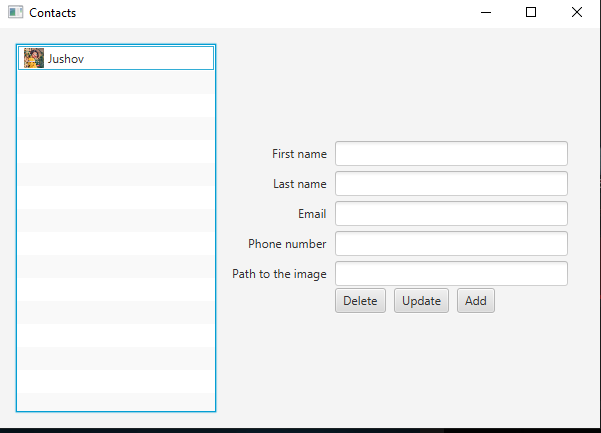 Contacts
Jushov
First name
Last name
Email
Phone number
Path to the image
Delete Update Add